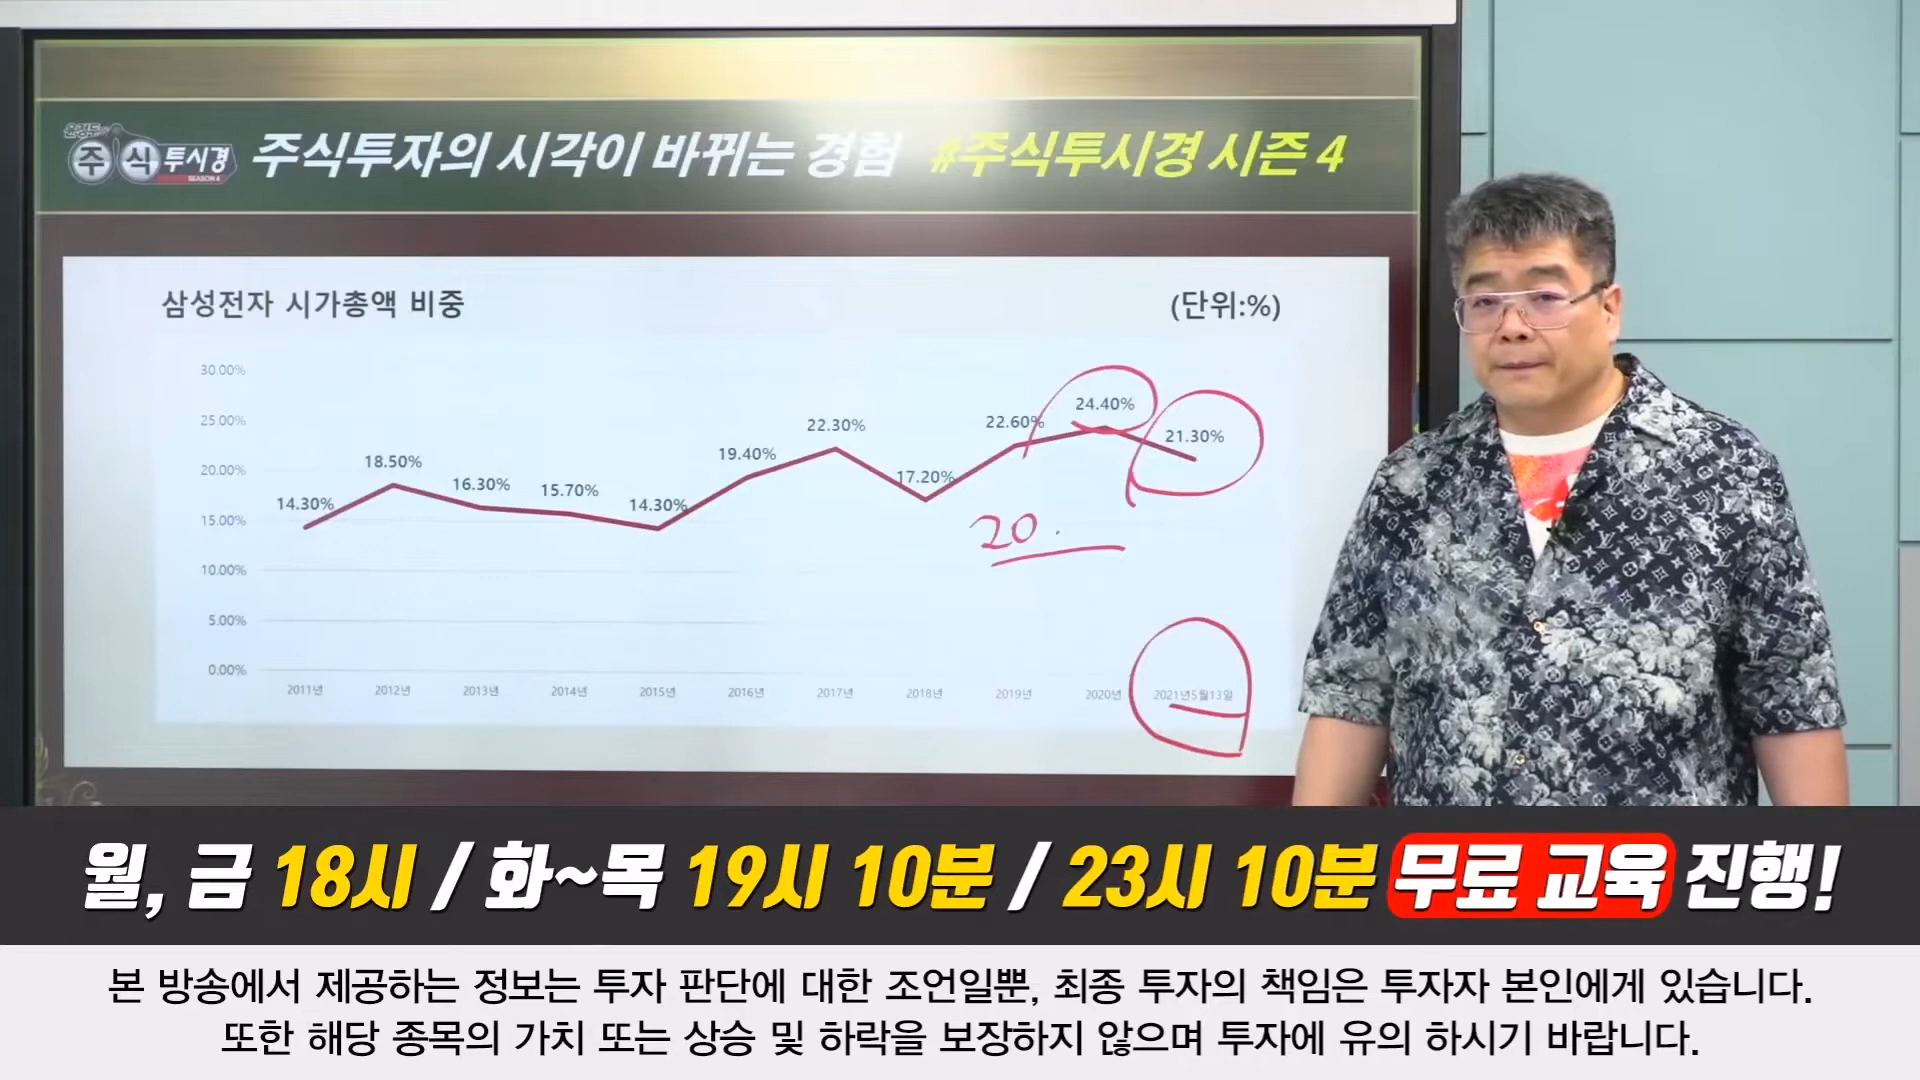 윤정두의
주식투시경
SEASON 4
주식투자의 시각이 바뀌는 경험 #주식투시경 시즌 4
삼성전자 시가총액 비중 (단위:%)
30.00%
25.00%
20.00%
15.00%
10.00%
5.00%
0.00%
14.30% 18.50% 16.30% 15.70% 14.30% 19.40% 22.30% 17.20% 22.60% 24.40% 21.30%
20.
2011년 2012년 2013년 2014년 2015년 2016년 2017년 2018년 2019년 2020년 2021년5월13일
월, 금 18시 / 화~목 19시 10분 / 23시 10분 무료 교육 진행!
본 방송에서 제공하는 정보는 투자 판단에 대한 조언일뿐, 최종 투자의 책임은 투자자 본인에게 있습니다.
또한 해당 종목의 가치 또는 상승 및 하락을 보장하지 않으며 투자에 유의 하시기 바랍니다.